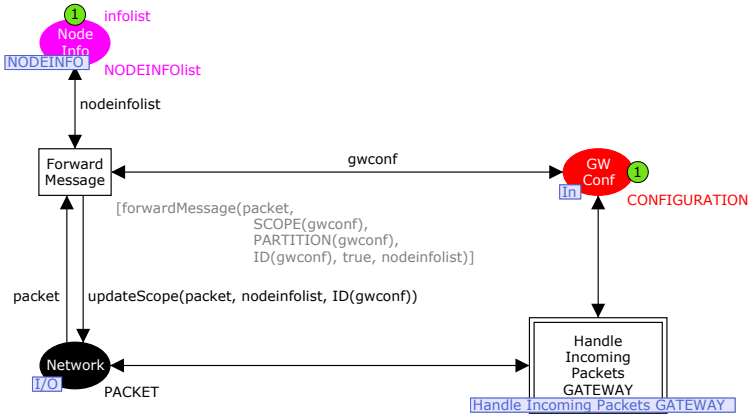 1
infolist
Node
Info
NODEINFO
NODEINFOlist
nodeinfolist
Forward
Message
gwconf
GW
Conf
1
In
CONFIGURATION
[forwardMessage(packet,
SCOPE(gwconf),
PARTITION(gwconf),
ID(gwconf), true, nodeinfolist)]
packet
updateScope(packet, nodeinfolist, ID(gwconf))
Network
I/O
PACKET
Handle
Incoming
Packets
GATEWAY
Handle Incoming Packets GATEWAY